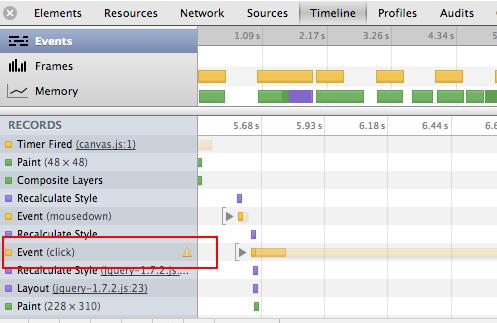 Elements Resources Network Sources Timeline Profiles Audits
Events
1.09 s 2.17 s 3.26 s 4.34 s
Frames
Memory
RECORDS
5.68 s 5.93 s 6.18 s 6.44 s
Timer Fired (canvas.js:1)
Paint (48 × 48)
Composite Layers
Recalculate Style
Event (mousedown)
Recalculate Style
Event (click)
Recalculate Style (jquery-1.7.2.js:...
Layout (jquery-1.7.2.js:23)
Paint (228 × 310)